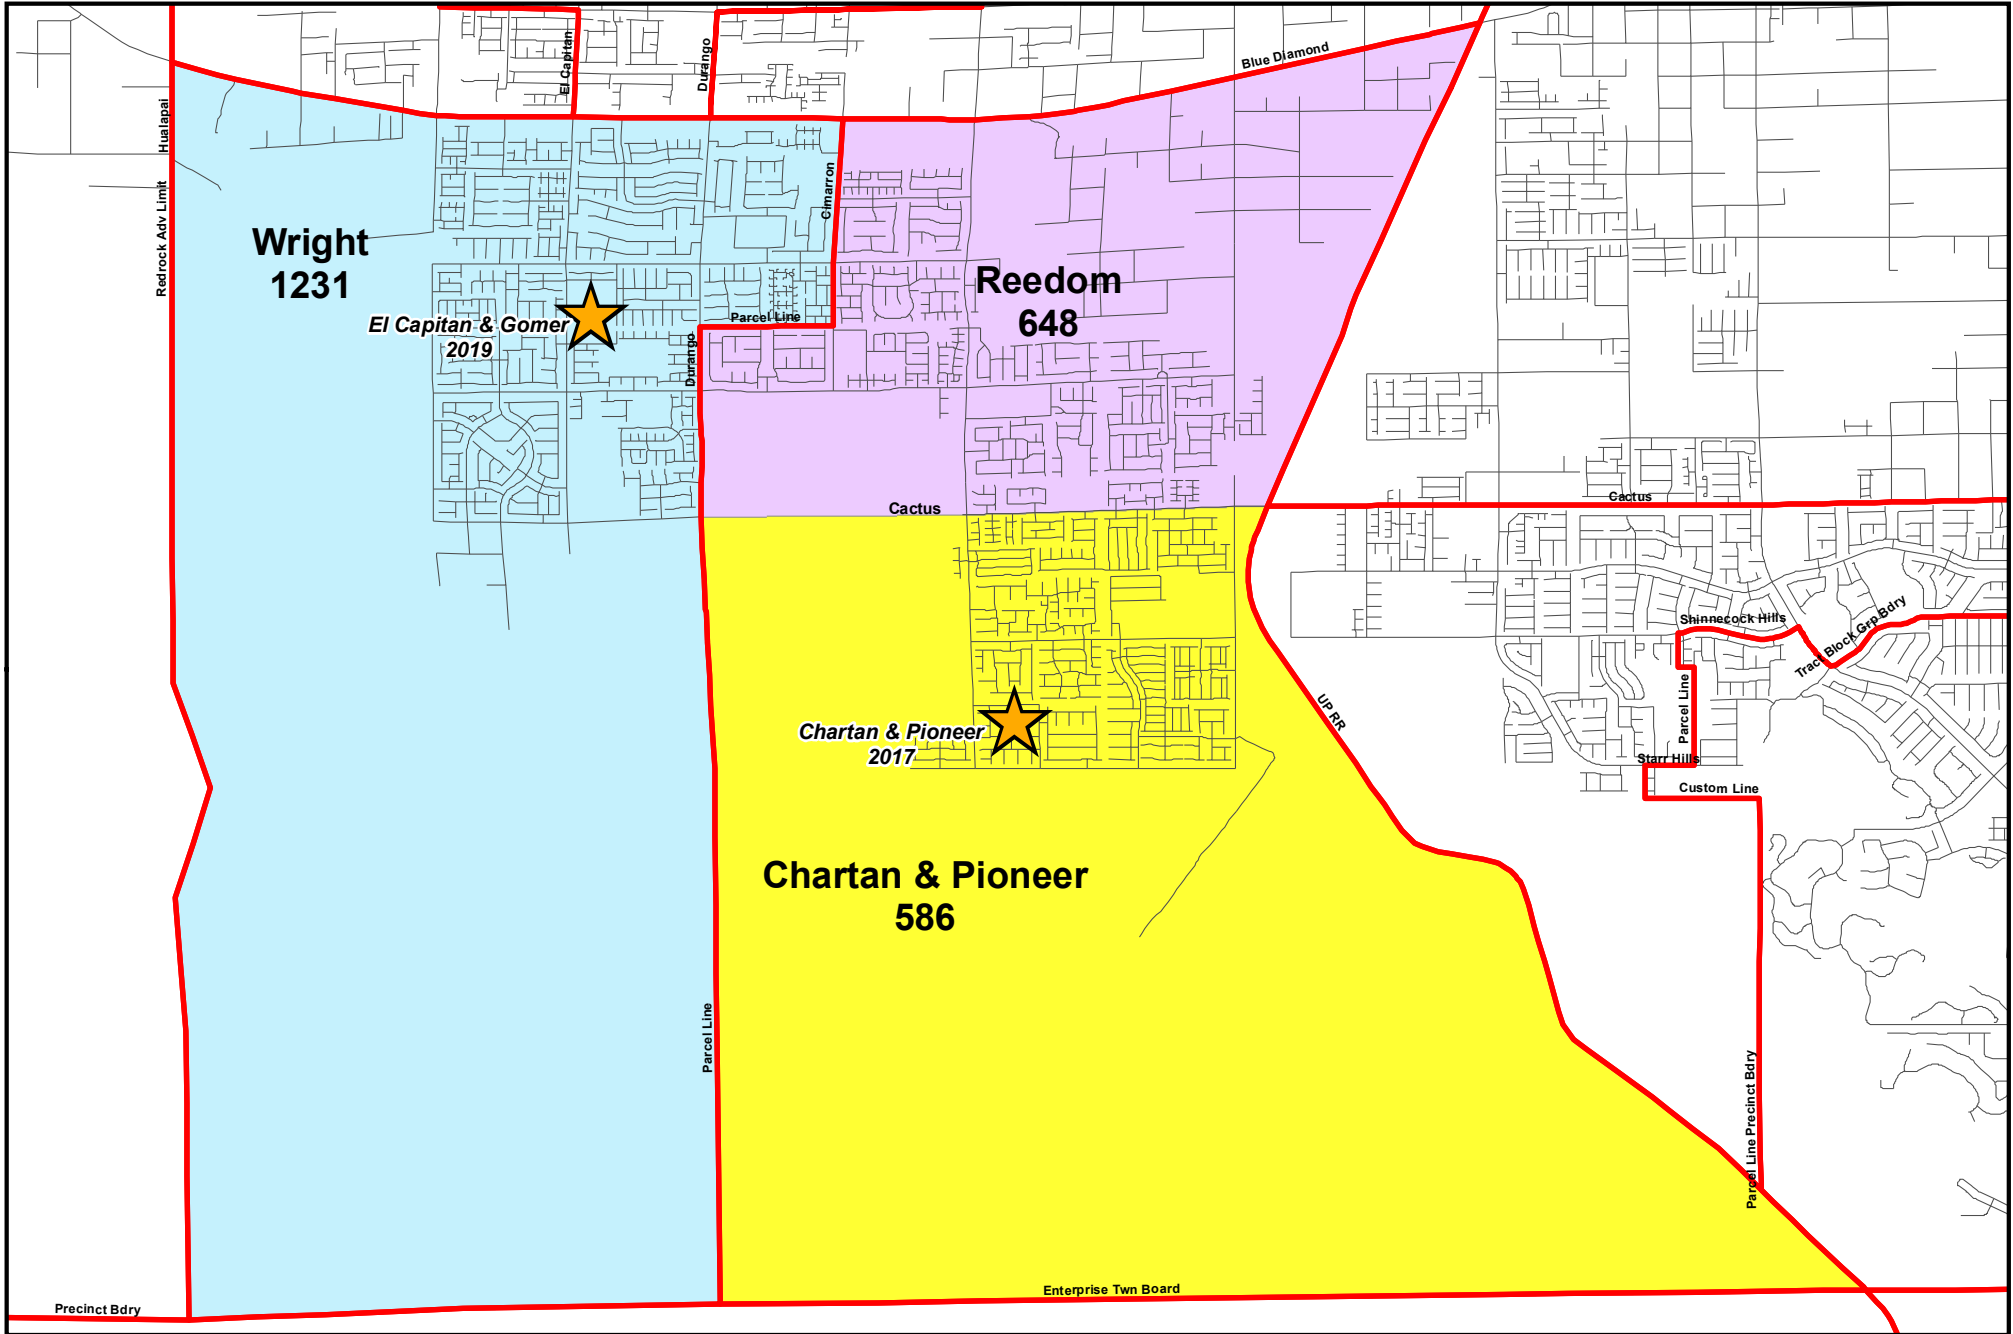 El Capitan
Durango
Blue Diamond
Hualapai
Redrock Adv Limit
Cimarron
Wright
1231
Reedom
648
El Capitan & Gomer
2019
Parcel Line
Durango
Cactus
Cactus
Shinnecock Hills
Tract Block Grp Bdry
Parcel Line
UP RR
Chartan & Pioneer
2017
Starr Hills
Custom Line
Chartan & Pioneer
586
Parcel Line
Parcel Line Precinct Bdry
Enterprise Twn Board
Precinct Bdry